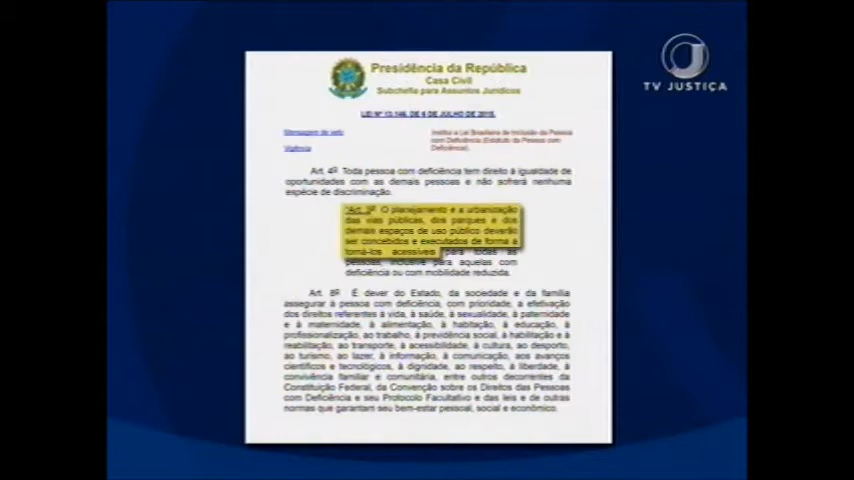 TV JUSTIÇA
Presidência da República
Casa Civil
Subchefia para Assuntos Jurídicos
LEI Nº 13.146, DE 6 DE JULHO DE 2015.
Mensagem de veto
Vigência
Institui a Lei Brasileira de Inclusão da Pessoa
com Deficiência (Estatuto da Pessoa com
Deficiência).
Art. 4º Toda pessoa com deficiência tem direito à igualdade de
oportunidades com as demais pessoas e não sofrerá nenhuma
espécie de discriminação.
"Art. 3º O planejamento e a urbanização
das vias públicas, dos parques e dos
demais espaços de uso público deverão
ser concebidos e executados de forma a
torná-los acessíveis para todas as
pessoas, inclusive para aquelas com
deficiência ou com mobilidade reduzida.
Art. 8º É dever do Estado, da sociedade e da família
assegurar à pessoa com deficiência, com prioridade, a efetivação
dos direitos referentes à vida, à saúde, à sexualidade, à paternidade
e à maternidade, à alimentação, à habitação, à educação, à
profissionalização, ao trabalho, à previdência social, à habilitação e à
reabilitação, ao transporte, à acessibilidade, à cultura, ao desporto,
ao turismo, ao lazer, à informação, à comunicação, aos avanços
científicos e tecnológicos, à dignidade, ao respeito, à liberdade, à
convivência familiar e comunitária, entre outros decorrentes da
Constituição Federal, da Convenção sobre os Direitos das Pessoas
com Deficiência e seu Protocolo Facultativo e das leis e de outras
normas que garantam seu bem-estar pessoal, social e econômico.